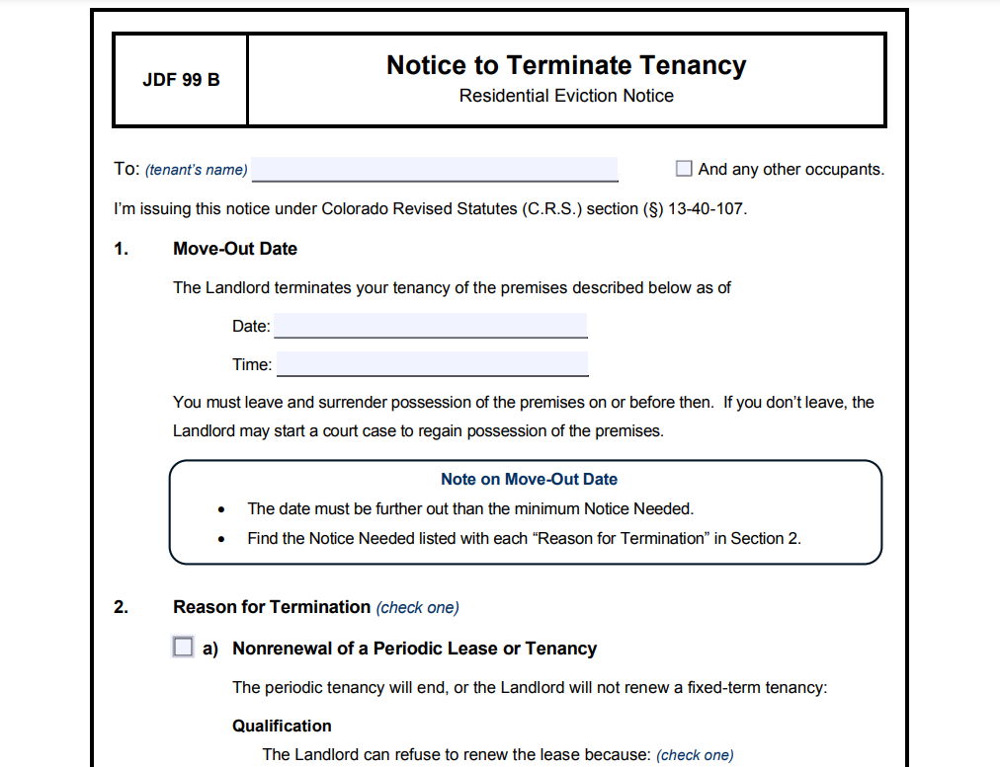 JDF 99 B
Notice to Terminate Tenancy
Residential Eviction Notice
To: (tenant's name)
And any other occupants.
I'm issuing this notice under Colorado Revised Statutes (C.R.S.) section (§) 13-40-107.
1. Move-Out Date
The Landlord terminates your tenancy of the premises described below as of
Date:
Time:
You must leave and surrender possession of the premises on or before then. If you don't leave, the
Landlord may start a court case to regain possession of the premises.
Note on Move-Out Date
• The date must be further out than the minimum Notice Needed.
• Find the Notice Needed listed with each “Reason for Termination” in Section 2.
2. Reason for Termination (check one)
a) Nonrenewal of a Periodic Lease or Tenancy
The periodic tenancy will end, or the Landlord will not renew a fixed-term tenancy:
Qualification
The Landlord can refuse to renew the lease because: (check one)